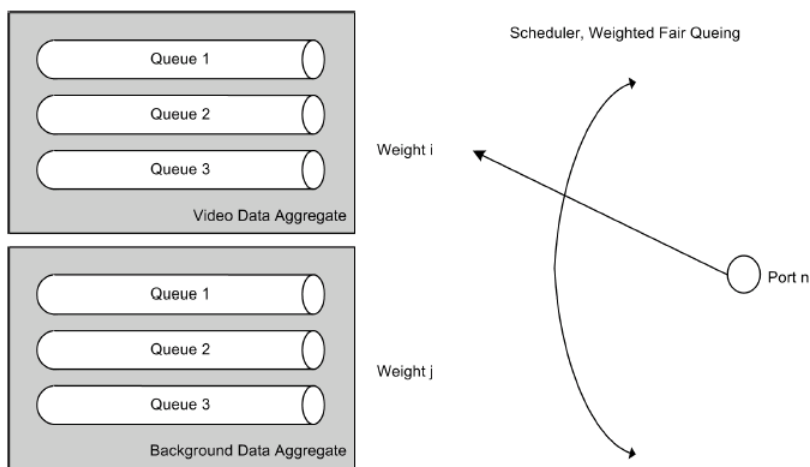 Scheduler, Weighted Fair Queing
Queue 1
Queue 2
Queue 3
Video Data Aggregate
Weight i
Port n
Queue 1
Queue 2
Queue 3
Background Data Aggregate
Weight j